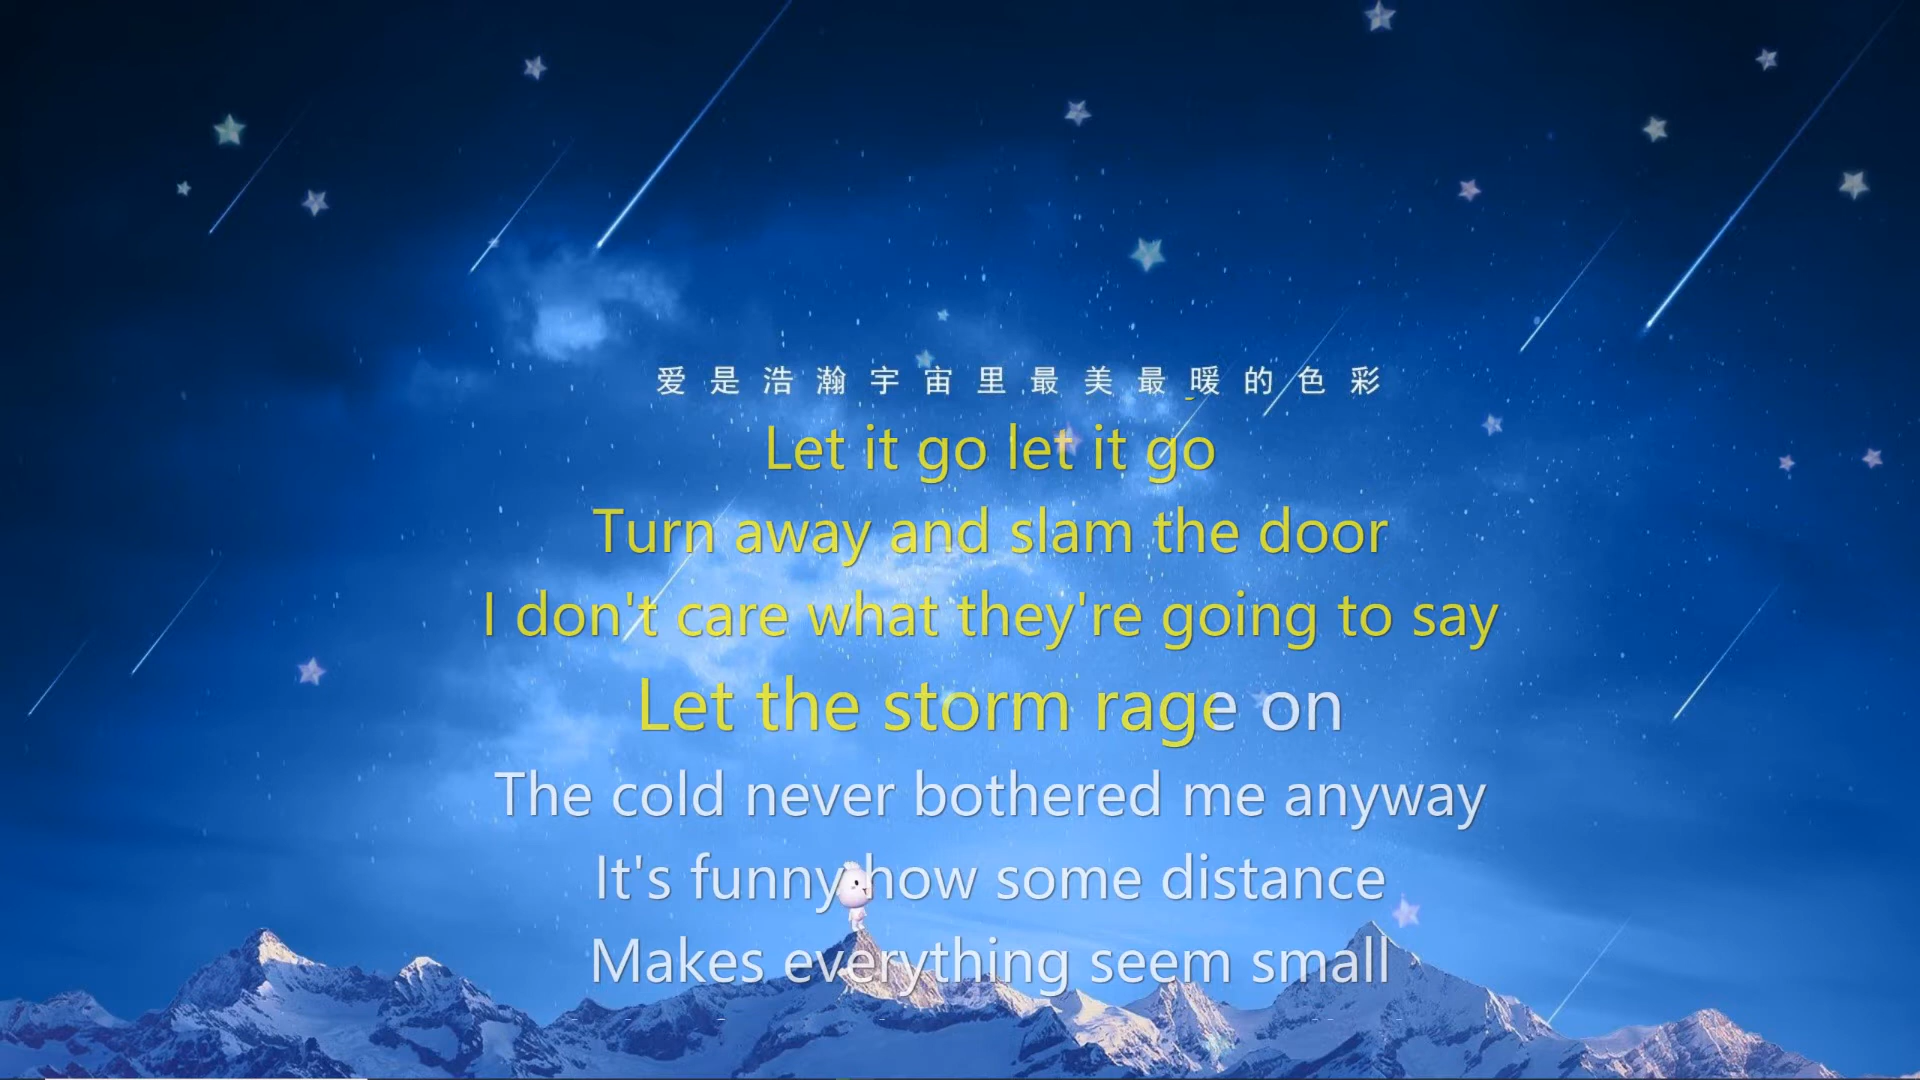 爱是浩瀚宇宙里最美最暖的色彩
Let it go let it go
Turn away and slam the door
I don't care what they're going to say
Let the storm rage on
The cold never bothered me anyway
It's funny how some distance
Makes everything seem small